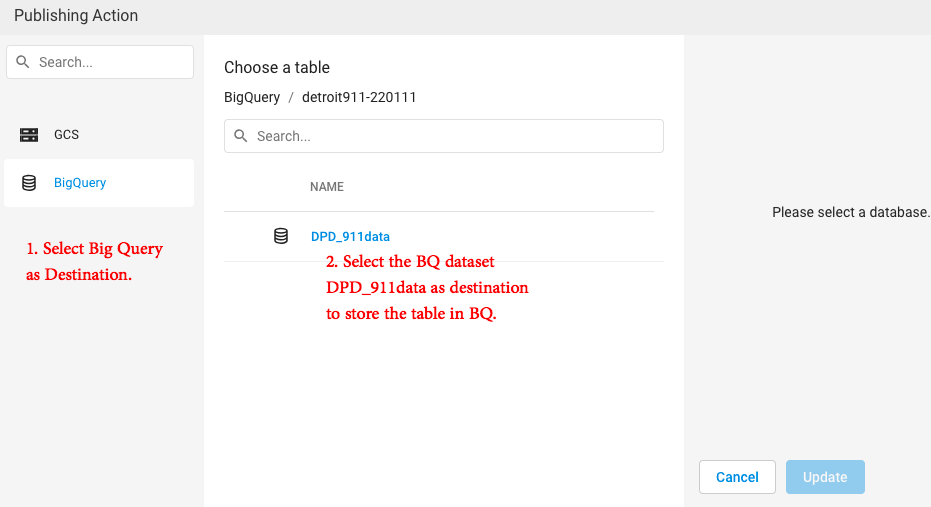 Publishing Action
Search...
GCS
BigQuery
1. Select Big Query
as Destination.
Choose a table
BigQuery / detroit911-220111
Search...
NAME
DPD_911data
2. Select the BQ dataset
DPD_911data as destination
to store the table in BQ.
Please select a database.
Cancel
Update